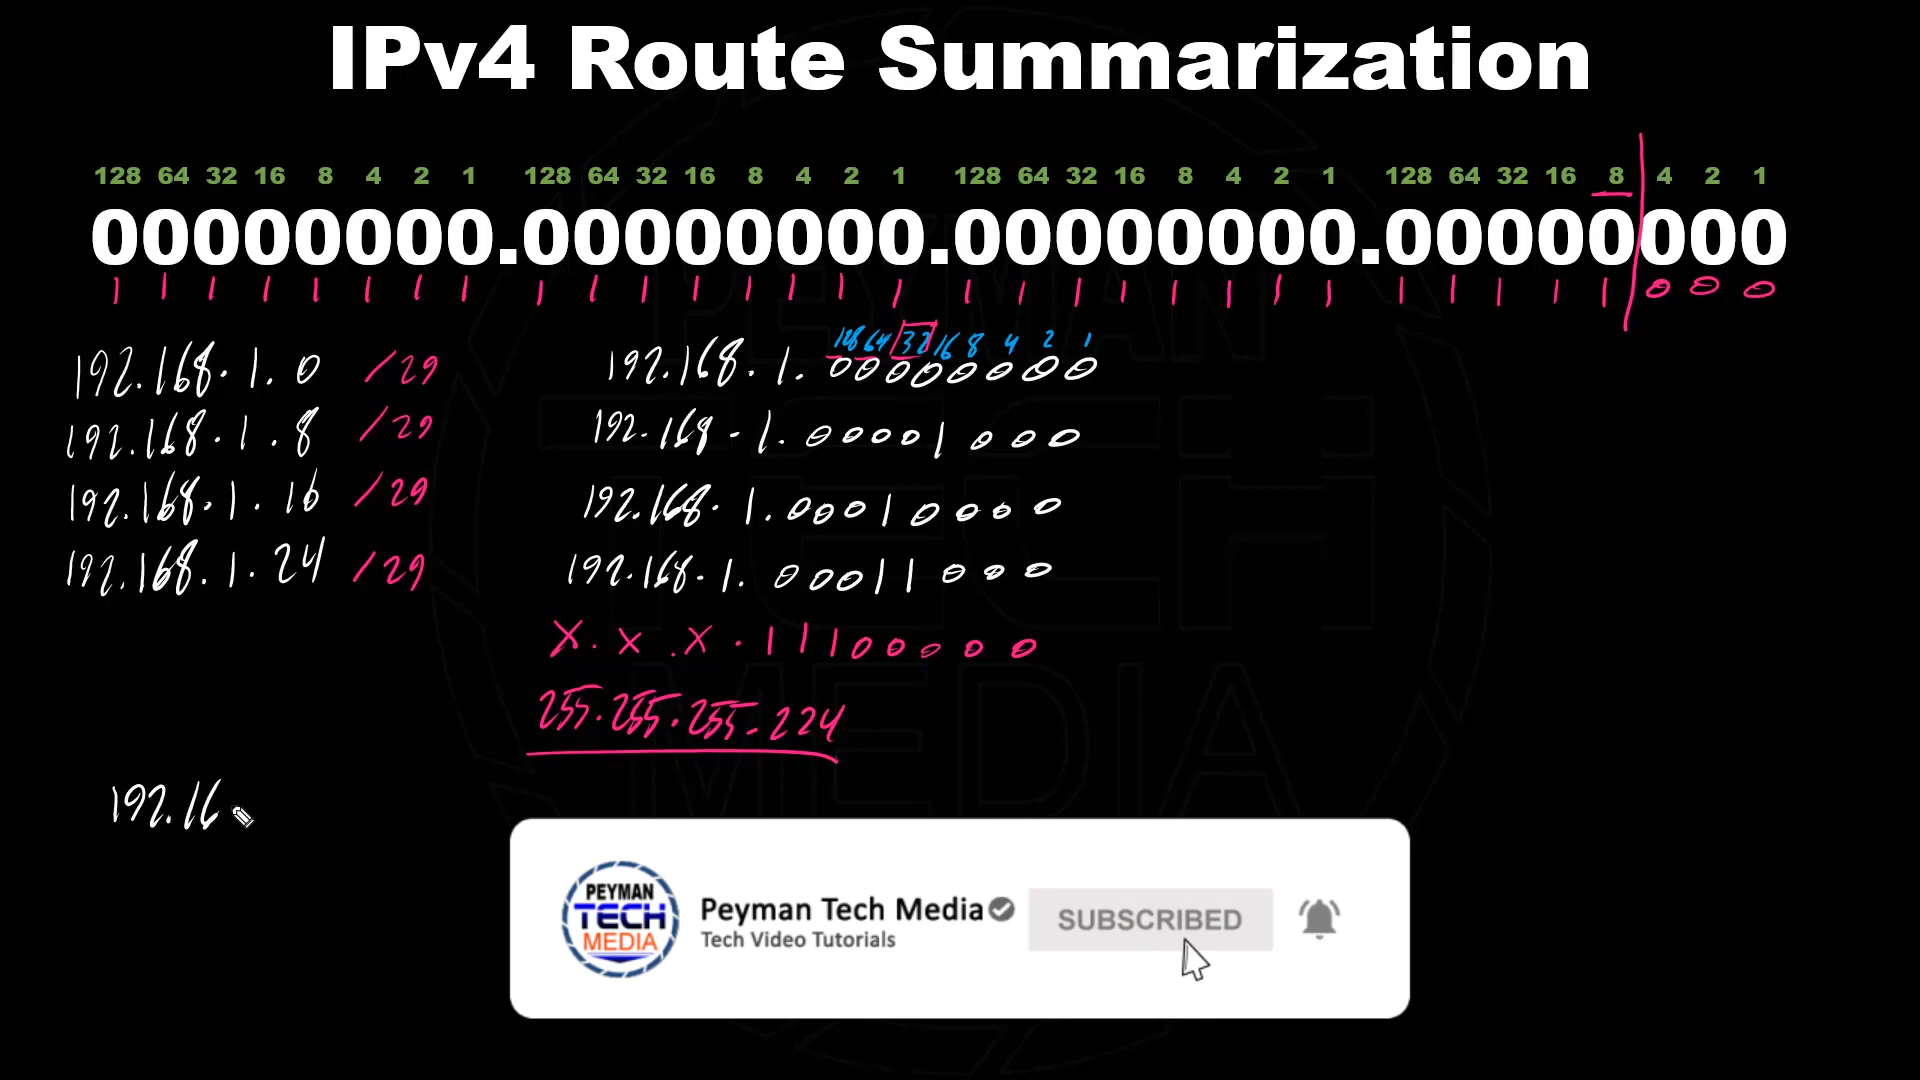 IPv4 Route Summarization
128 64 32 16 8 4 2 1 128 64 32 16 8 4 2 1 128 64 32 16 8 4 2 1 128 64 32 16 8 4 2 1
00000000.00000000.00000000.00000000
1 1 1 1 1 1 1 1 1 1 1 1 1 1 1 1 1 1 1 1 1 1 1 1 1 1 1 1 1 0 0 0
128 64 32 16 8 4 2 1
192.168.1.0 /29 192.168.1.00000000
192.168.1.8 /29 192.168.1.00001000
192.168.1.16 /29 192.168.1.00010000
192.168.1.24 /29 192.168.1.00011000
X.X.X.11100000
255.255.255.224
192.16
PEYMAN TECH MEDIA
Peyman Tech Media
Tech Video Tutorials
SUBSCRIBED